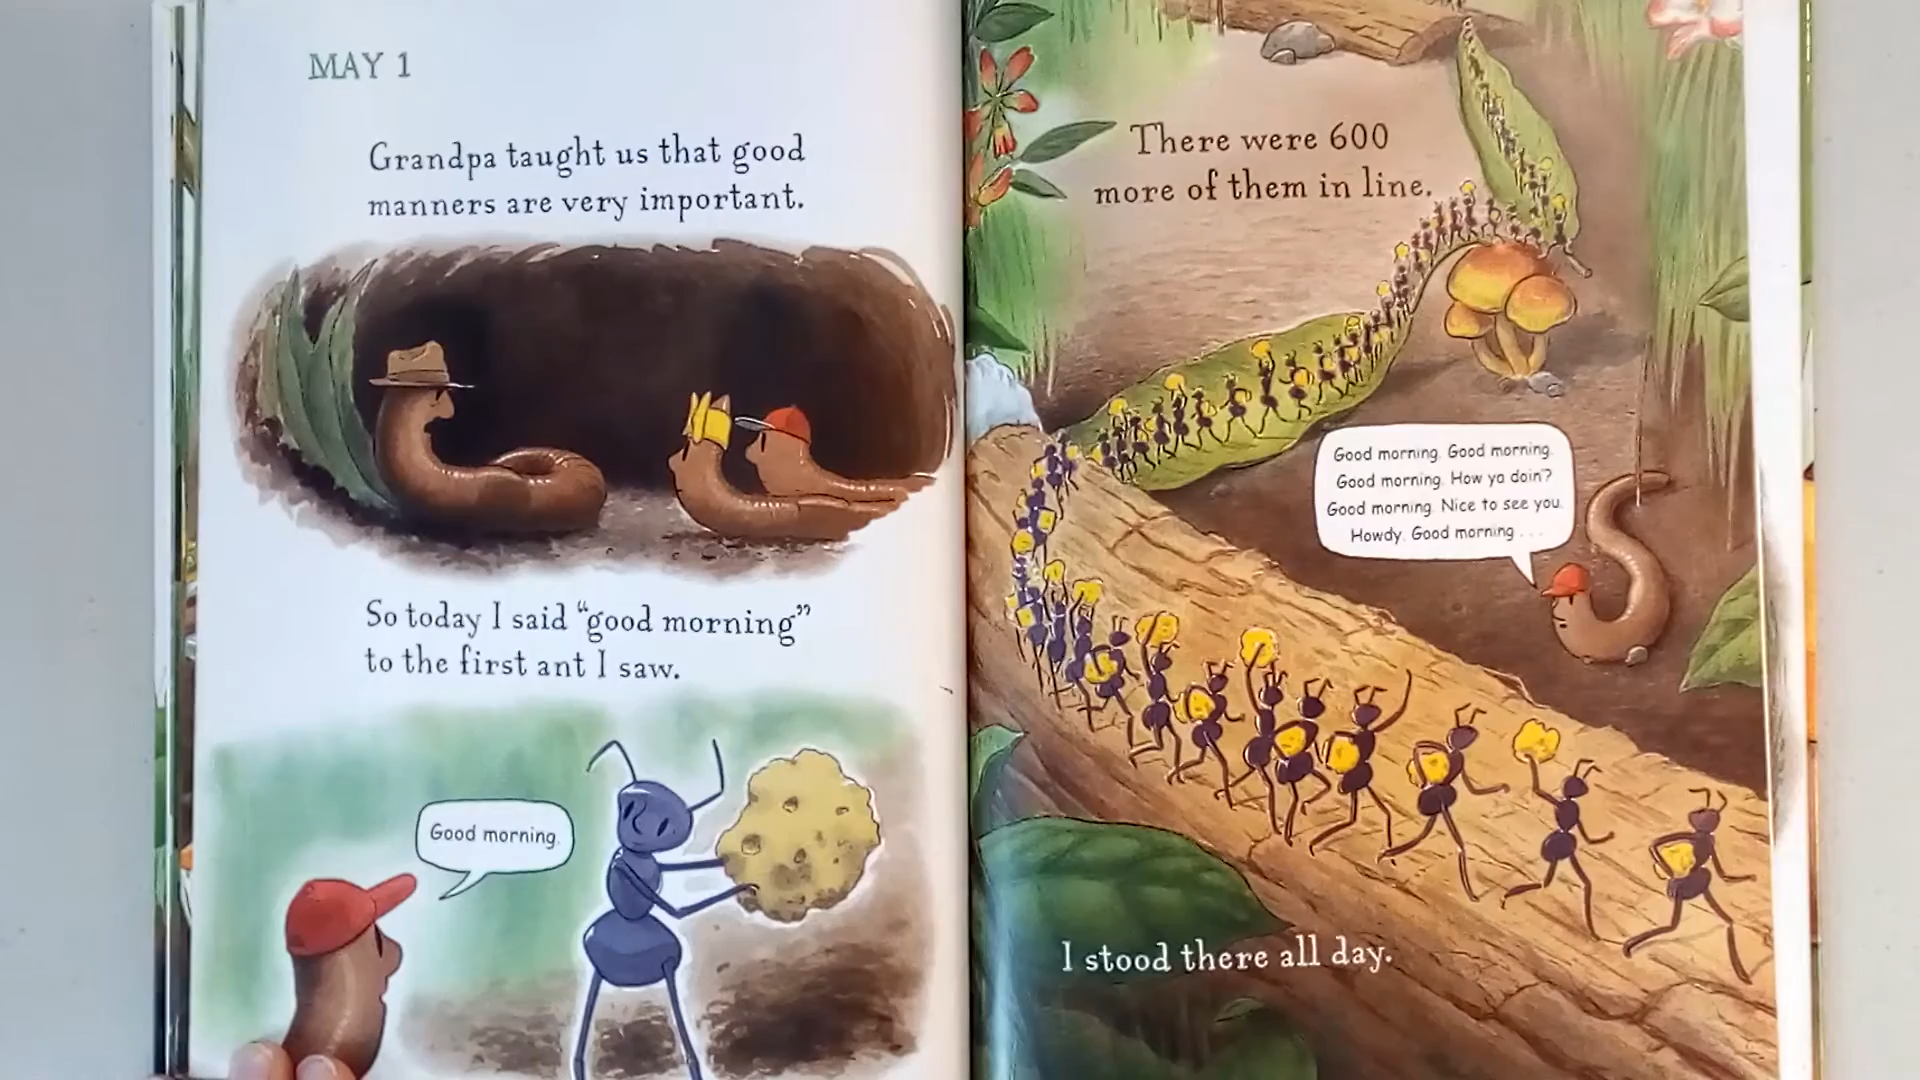 MAY 1
Grandpa taught us that good
manners are very important.
So today I said “good morning”
to the first ant I saw.
Good morning.
There were 600
more of them in line.
Good morning. Good morning.
Good morning. How ya doin'?
Good morning. Nice to see you.
Howdy. Good morning . . .
I stood there all day.